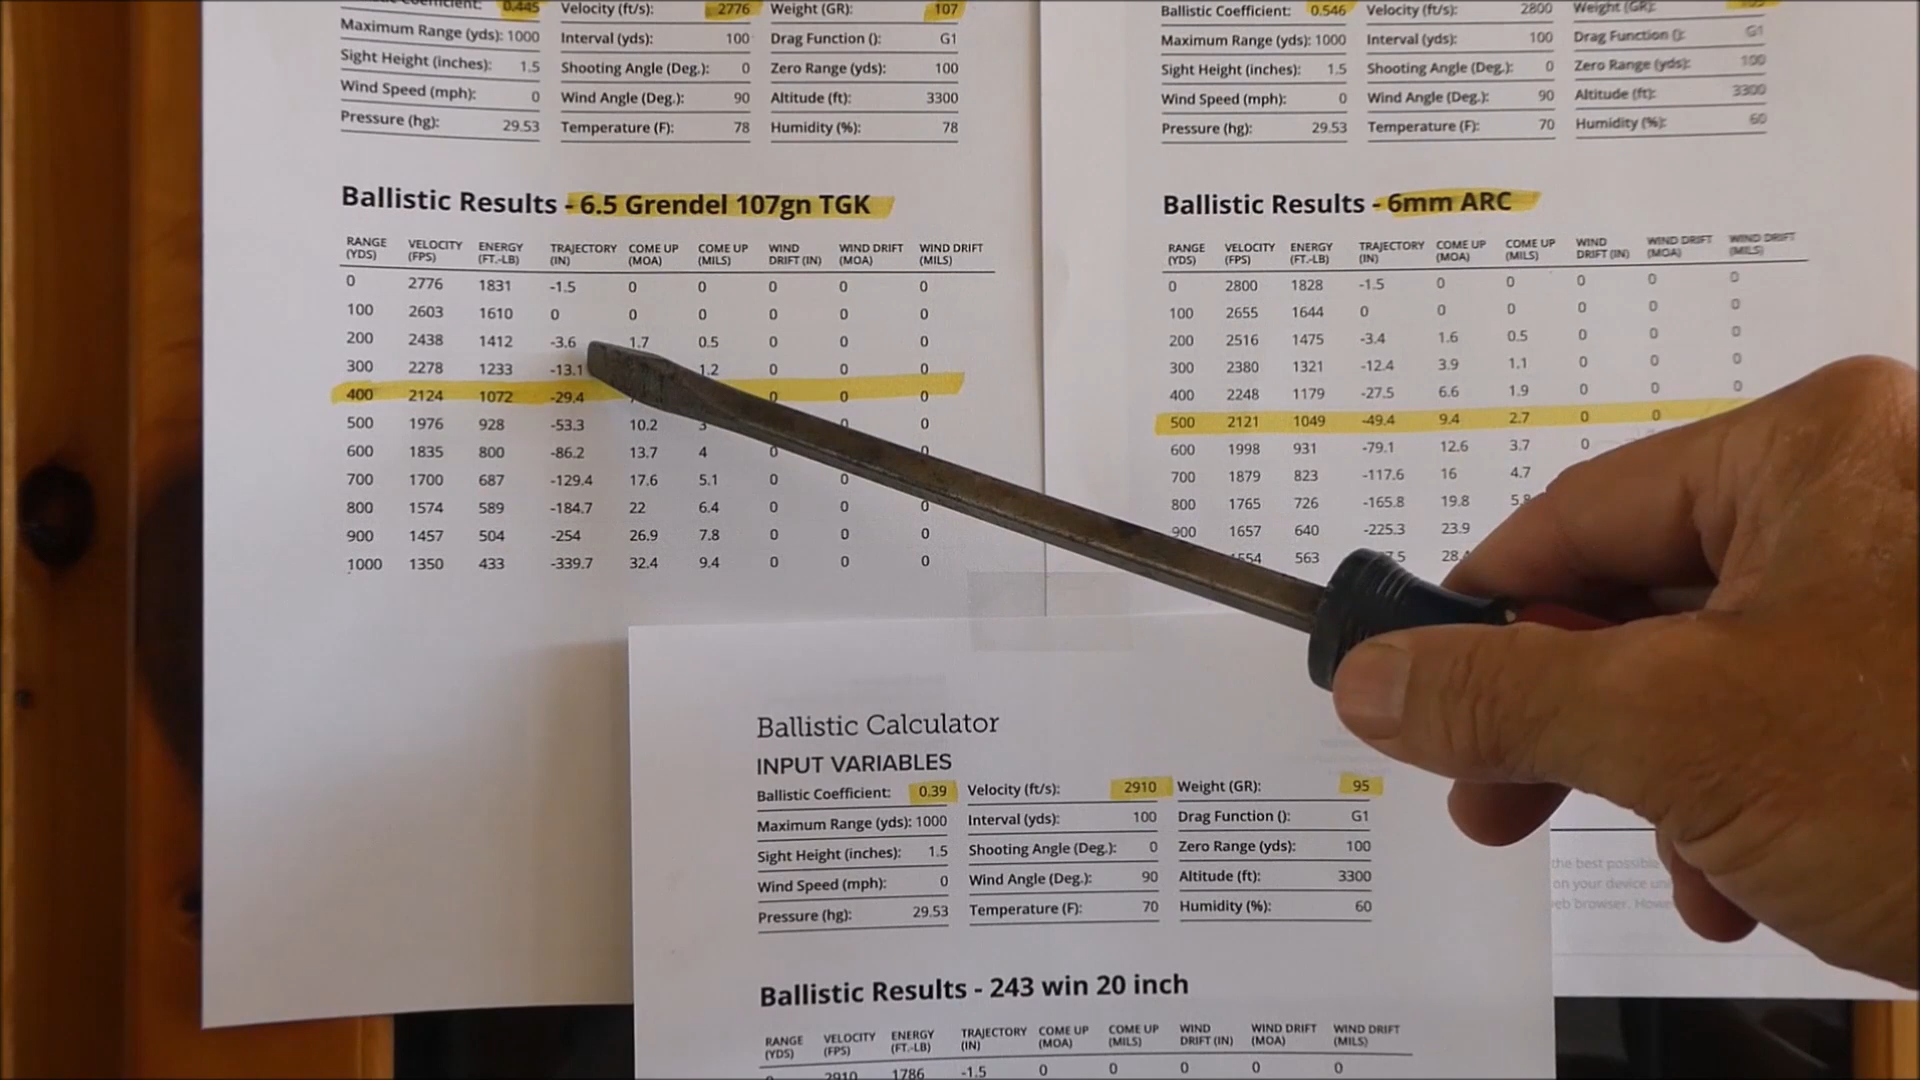 Coefficient: 0.445 Velocity (ft/s): 2776 Weight (GR): 107
Maximum Range (yds): 1000 Interval (yds): 100 Drag Function (): G1
Sight Height (inches): 1.5 Shooting Angle (Deg.): 0 Zero Range (yds): 100
Wind Speed (mph): 0 Wind Angle (Deg.): 90 Altitude (ft): 3300
Pressure (hg): 29.53 Temperature (F): 78 Humidity (%): 78
Ballistic Results - 6.5 Grendel 107gn TGK
RANGE (YDS) VELOCITY (FPS) ENERGY (FT.-LB) TRAJECTORY (IN) COME UP (MOA) COME UP (MILS) WIND DRIFT (IN) WIND DRIFT (MOA) WIND DRIFT (MILS)
0 2776 1831 -1.5 0 0 0 0 0
100 2603 1610 0 0 0 0 0 0
200 2438 1412 -3.6 1.7 0.5 0 0 0
300 2278 1233 -13.1 1.2 0 0 0
400 2124 1072 -29.4 0 0 0
500 1976 928 -53.3 10.2 3 0 0
600 1835 800 -86.2 13.7 4 0 0
700 1700 687 -129.4 17.6 5.1 0 0
800 1574 589 -184.7 22 6.4 0 0 0
900 1457 504 -254 26.9 7.8 0 0 0
1000 1350 433 -339.7 32.4 9.4 0 0 0
Ballistic Coefficient: 0.546 Velocity (ft/s): 2800 Weight (GR):
Maximum Range (yds): 1000 Interval (yds): 100 Drag Function (): G1
Sight Height (inches): 1.5 Shooting Angle (Deg.): 0 Zero Range (yds): 100
Wind Speed (mph): 0 Wind Angle (Deg.): 90 Altitude (ft): 3300
Pressure (hg): 29.53 Temperature (F): 70 Humidity (%): 60
Ballistic Results - 6mm ARC
RANGE (YDS) VELOCITY (FPS) ENERGY (FT.-LB) TRAJECTORY (IN) COME UP (MOA) COME UP (MILS) WIND DRIFT (IN) WIND DRIFT (MOA) WIND DRIFT (MILS)
0 2800 1828 -1.5 0 0 0 0 0
100 2655 1644 0 0 0 0 0 0
200 2516 1475 -3.4 1.6 0.5 0 0 0
300 2380 1321 -12.4 3.9 1.1 0 0 0
400 2248 1179 -27.5 6.6 1.9 0 0 0
500 2121 1049 -49.4 9.4 2.7 0 0
600 1998 931 -79.1 12.6 3.7 0
700 1879 823 -117.6 16 4.7
800 1765 726 -165.8 19.8
900 1657 640 -225.3 23.9
563
Ballistic Calculator
INPUT VARIABLES
Ballistic Coefficient: 0.39 Velocity (ft/s): 2910 Weight (GR): 95
Maximum Range (yds): 1000 Interval (yds): 100 Drag Function (): G1
Sight Height (inches): 1.5 Shooting Angle (Deg.): 0 Zero Range (yds): 100
Wind Speed (mph): 0 Wind Angle (Deg.): 90 Altitude (ft): 3300
Pressure (hg): 29.53 Temperature (F): 70 Humidity (%): 60
Ballistic Results - 243 win 20 inch
RANGE (YDS) VELOCITY (FPS) ENERGY (FT.-LB) TRAJECTORY (IN) COME UP (MOA) COME UP (MILS) WIND DRIFT (IN) WIND DRIFT (MOA) WIND DRIFT (MILS)
0 2910 1786 -1.5 0 0 0 0 0
the best possible
on your device
web browser.